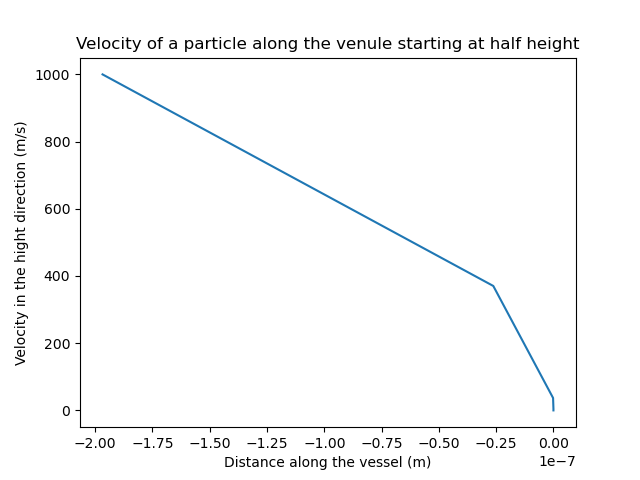 Velocity of a particle along the venule starting at half height
Velocity in the hight direction (m/s)
1000
800
600
400
200
0
−2.00 −1.75 −1.50 −1.25 −1.00 −0.75 −0.50 −0.25 0.00
1e−7
Distance along the vessel (m)